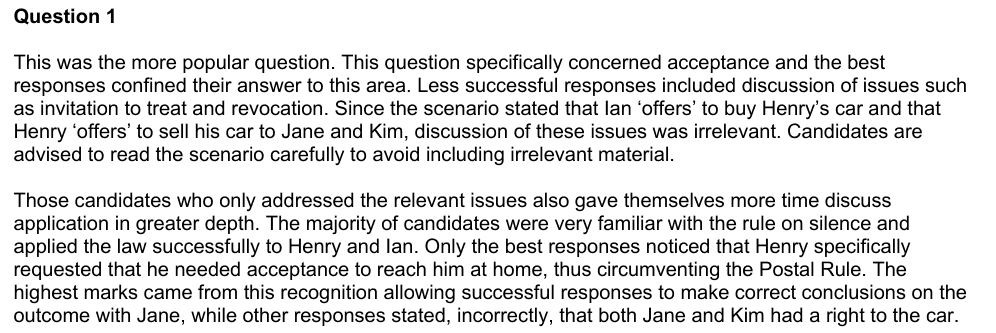 Question 1
This was the more popular question. This question specifically concerned acceptance and the best
responses confined their answer to this area. Less successful responses included discussion of issues such
as invitation to treat and revocation. Since the scenario stated that Ian ‘offers’ to buy Henry’s car and that
Henry ‘offers’ to sell his car to Jane and Kim, discussion of these issues was irrelevant. Candidates are
advised to read the scenario carefully to avoid including irrelevant material.
Those candidates who only addressed the relevant issues also gave themselves more time discuss
application in greater depth. The majority of candidates were very familiar with the rule on silence and
applied the law successfully to Henry and Ian. Only the best responses noticed that Henry specifically
requested that he needed acceptance to reach him at home, thus circumventing the Postal Rule. The
highest marks came from this recognition allowing successful responses to make correct conclusions on the
outcome with Jane, while other responses stated, incorrectly, that both Jane and Kim had a right to the car.